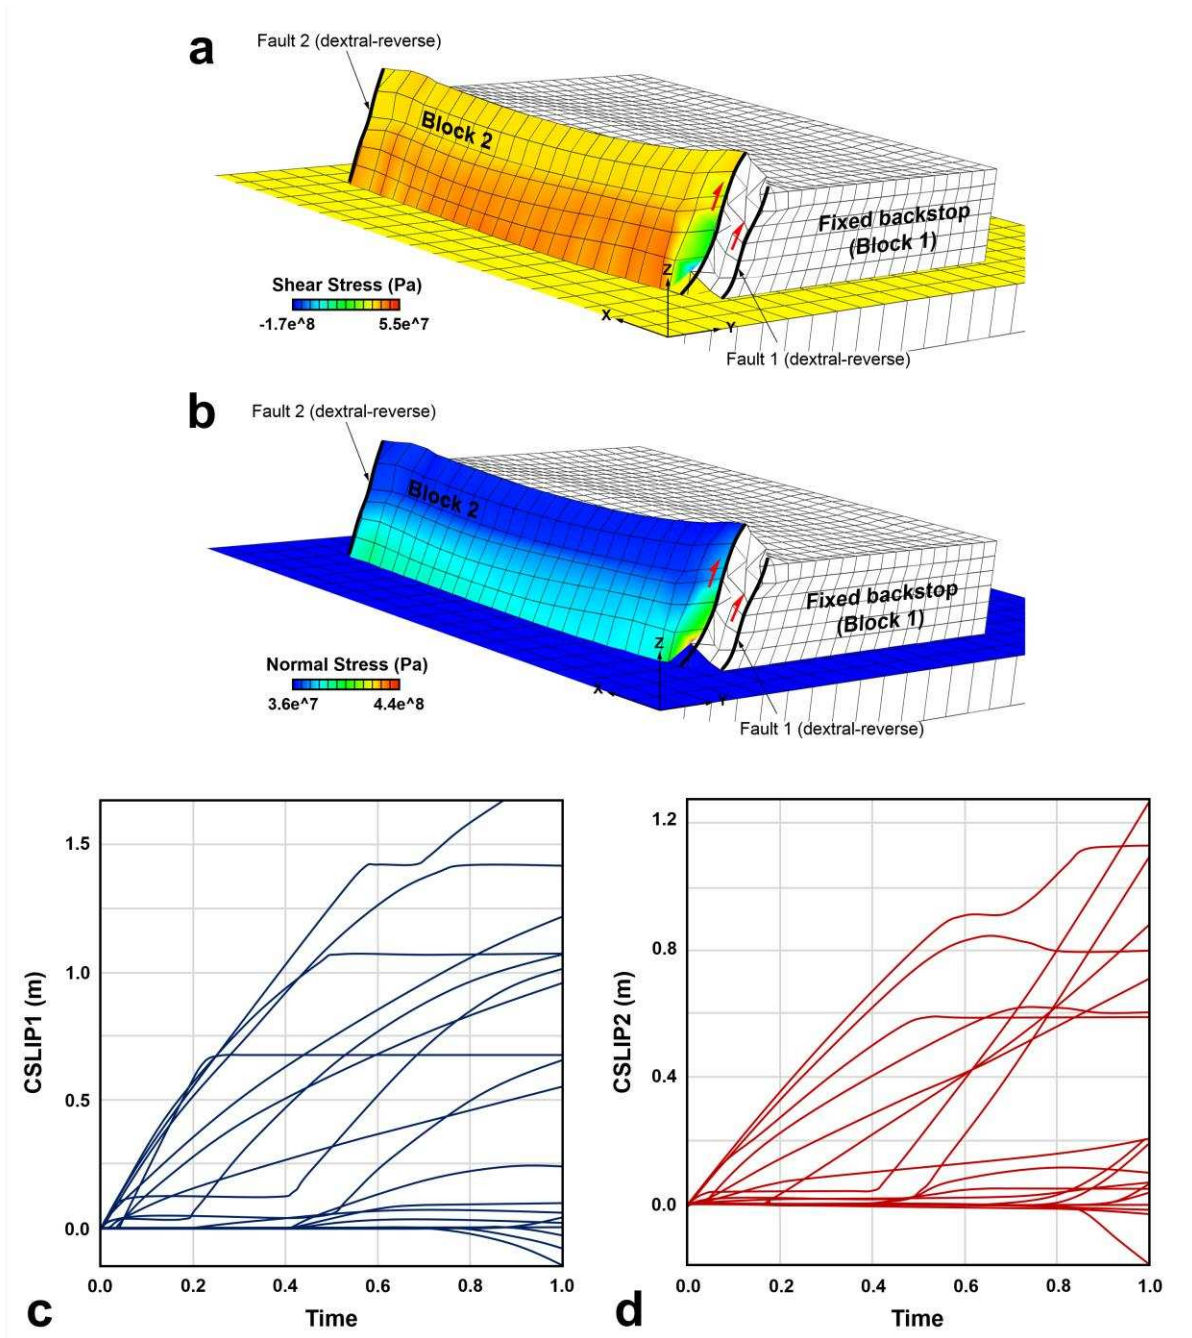 a
Fault 2 (dextral-reverse)
Block 2
Fixed backstop
(Block 1)
Shear Stress (Pa)
-1.7e^8 5.5e^7
Z
X
Y
Fault 1 (dextral-reverse)
b
Fault 2 (dextral-reverse)
Block 2
Fixed backstop
(Block 1)
Normal Stress (Pa)
3.6e^7 4.4e^8
Z
X
Y
Fault 1 (dextral-reverse)
1.5
1.0
0.5
0.0
CSLIP1 (m)
0.0 0.2 0.4 0.6 0.8 1.0
Time
c
1.2
0.8
0.4
0.0
CSLIP2 (m)
0.0 0.2 0.4 0.6 0.8 1.0
Time
d